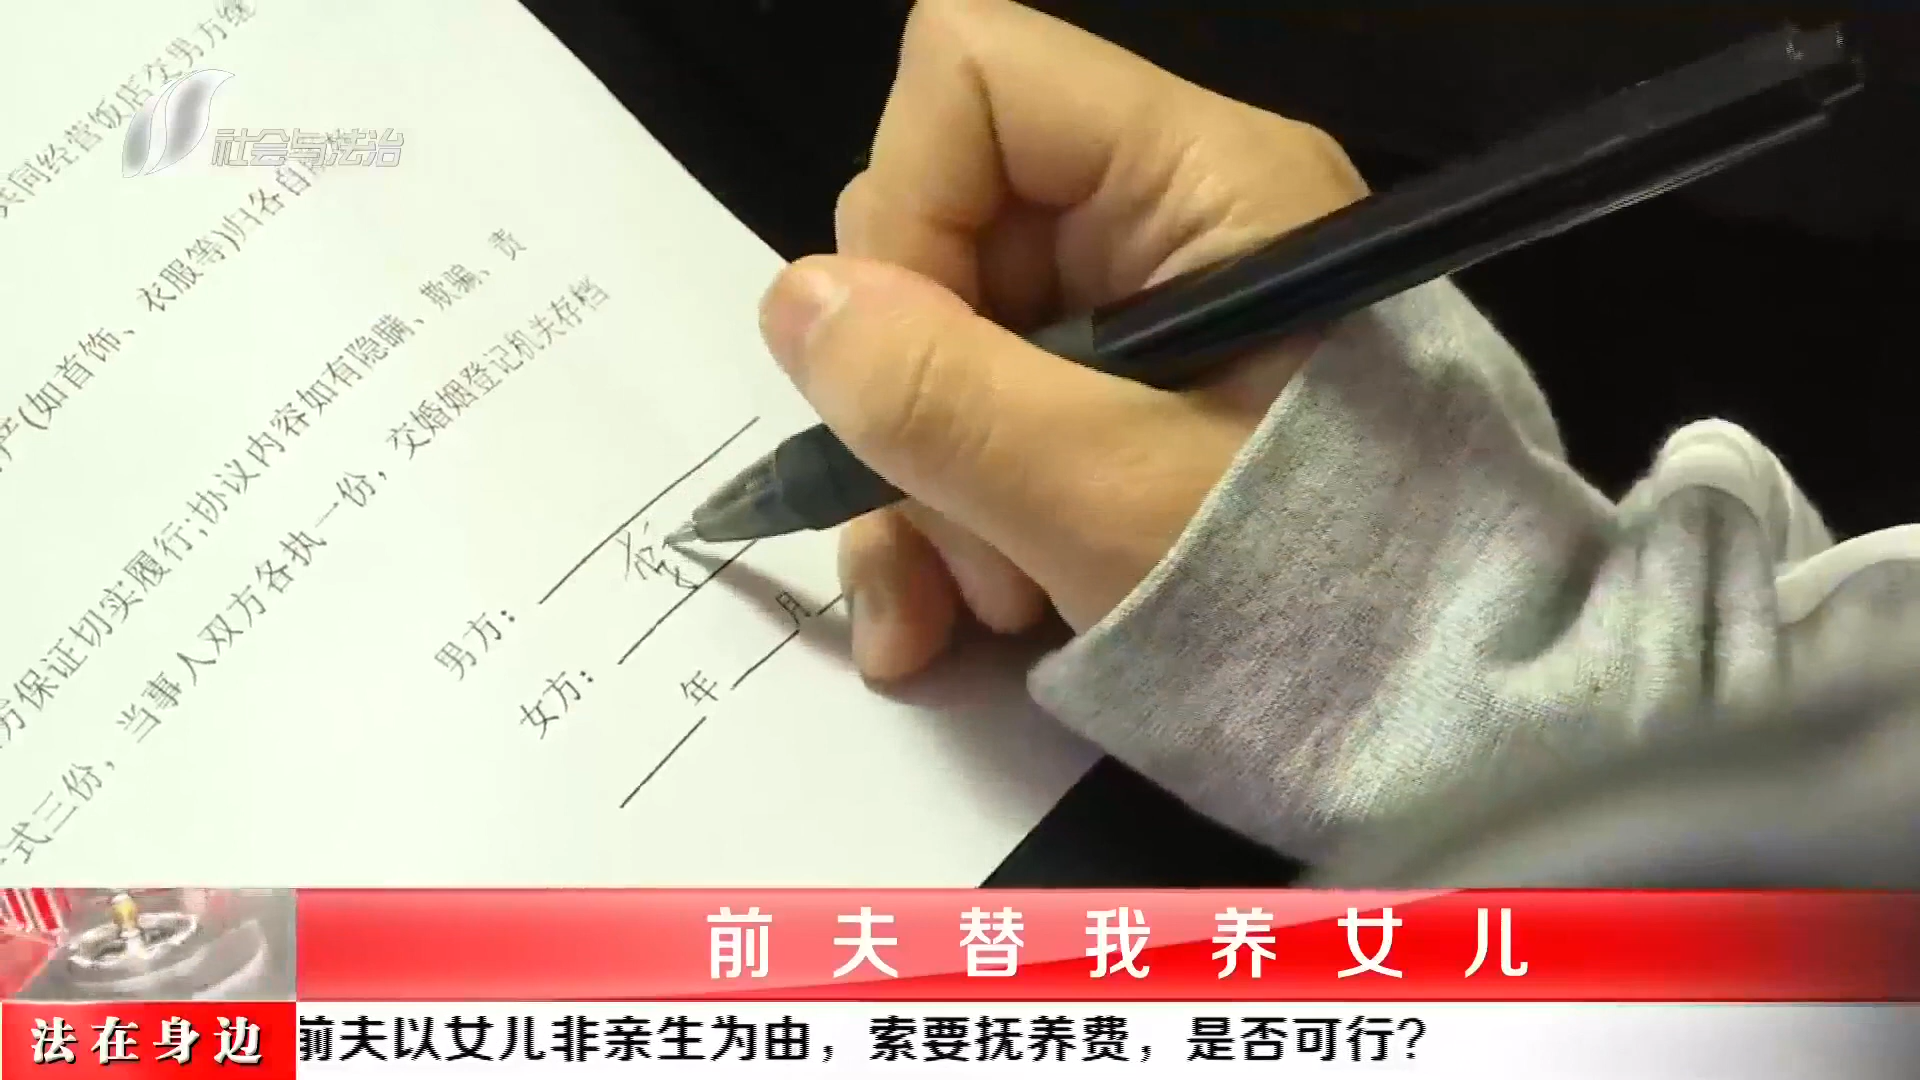 共同经营饭店交男方继
社会与法治
产(如首饰、衣服等)归各自
方保证切实履行;协议内容如有隐瞒、欺骗、责
式三份，当事人双方各执一份，交婚姻登记机关存档
男方：
女方：
年 月
前夫替我养女儿
法在身边
前夫以女儿非亲生为由，索要抚养费，是否可行？